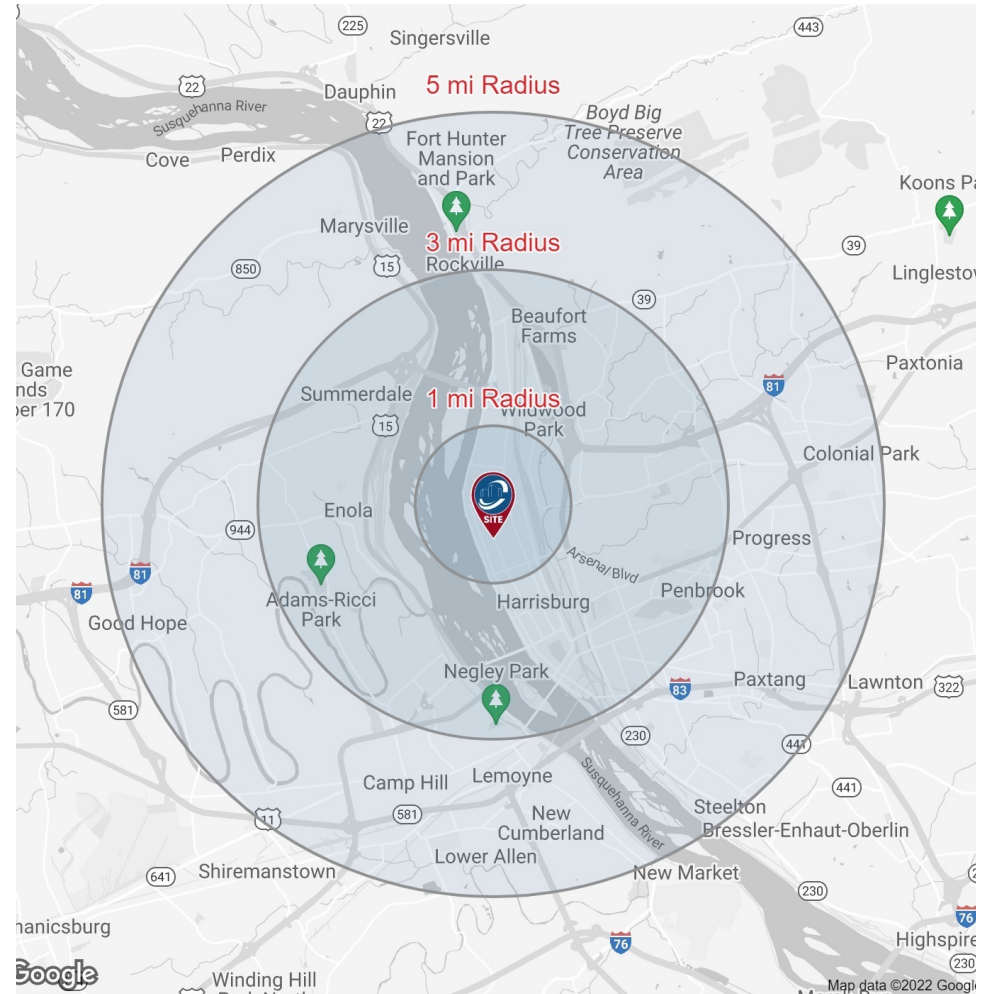 225
Singersville
443
22
Dauphin
5 mi Radius
Susquehanna River
22
Boyd Big
Tree Preserve
Conservation
Area
Cove
Perdix
Fort Hunter
Mansion
and Park
Koons Pa
Marysville
3 mi Radius
Rockville
39
15
850
Linglestow
39
Beaufort
Farms
Game
nds
per 170
Paxtonia
81
Summerdale
1 mi Radius
Wildwood
Park
15
Colonial Park
SITE
Enola
944
Progress
Arsenal Blvd
81
81
Adams-Ricci
Park
Harrisburg
Penbrook
Good Hope
Negley Park
Paxtang
Lawnton
322
83
581
230
441
Camp Hill
Lemoyne
441
Susquehanna River
581
11
New
Cumberland
Steelton
Bressler-Enhaut-Oberlin
Lower Allen
641
Shiremanstown
New Market
230
hanicsburg
76
76
Highspire
230
Google
Winding Hill
Map data ©2022 Google